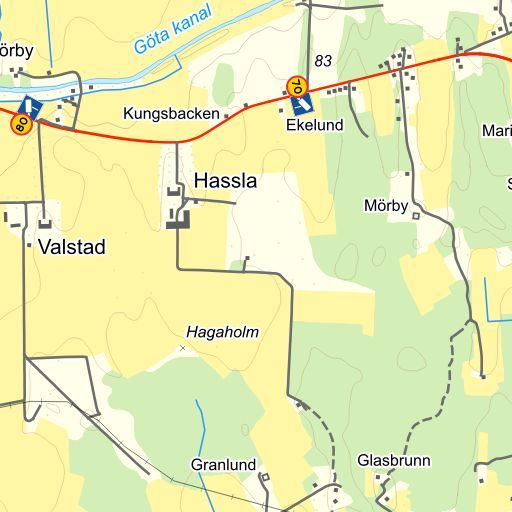 Göta kanal
örby
83
70
Kungsbacken
80
Ekelund
Mari
Hassla
S
Mörby
Valstad
Hagaholm
Granlund
Glasbrunn